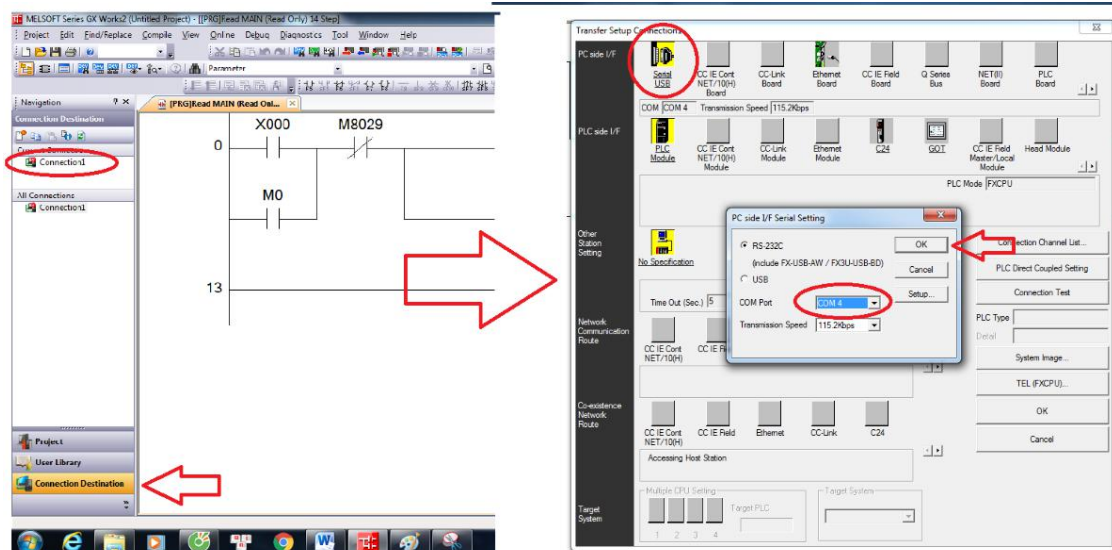 MELSOFT Series GX Works2 (Untitled Project) - [[PRG]Read MAIN (Read Only) 14 Step]
Project Edit Find/Replace Compile View Online Debug Diagnostics Tool Window Help
Parameter
Navigation
[PRG]Read MAIN (Read Onl...
Connection Destination
Current Connection
Connection1
All Connections
Connection1
Project
User Library
Connection Destination
0
X000 M8029
M0
13
Transfer Setup Connection1
PC side I/F
Serial USB
CC IE Cont NET/10(H) Board
CC-Link Board
Ethernet Board
CC IE Field Board
Q Series Bus
NET(II) Board
PLC Board
COM COM 4 Transmission Speed 115.2Kbps
PLC side I/F
PLC Module
CC IE Cont NET/10(H) Module
CC-Link Module
Ethernet Module
C24
GOT
CC IE Field Master/Local Module
Head Module
PLC Mode FXCPU
Other Station Setting
No Specification
Time Out (Sec.) 5
PC side I/F Serial Setting
RS-232C
(include FX-USB-AW / FX3U-USB-BD)
USB
COM Port COM 4
Transmission Speed 115.2Kbps
OK
Cancel
Setup...
Connection Channel List...
PLC Direct Coupled Setting
Connection Test
PLC Type
Detail
System Image...
TEL (FXCPU)...
OK
Cancel
Network Communication Route
CC IE Cont NET/10(H)
Co-existence Network Route
CC IE Cont NET/10(H)
CC IE Field
Ethernet
CC-Link
C24
Accessing Host Station
Target System
Multiple CPU Setting
1 2 3 4
Target PLC
Target System